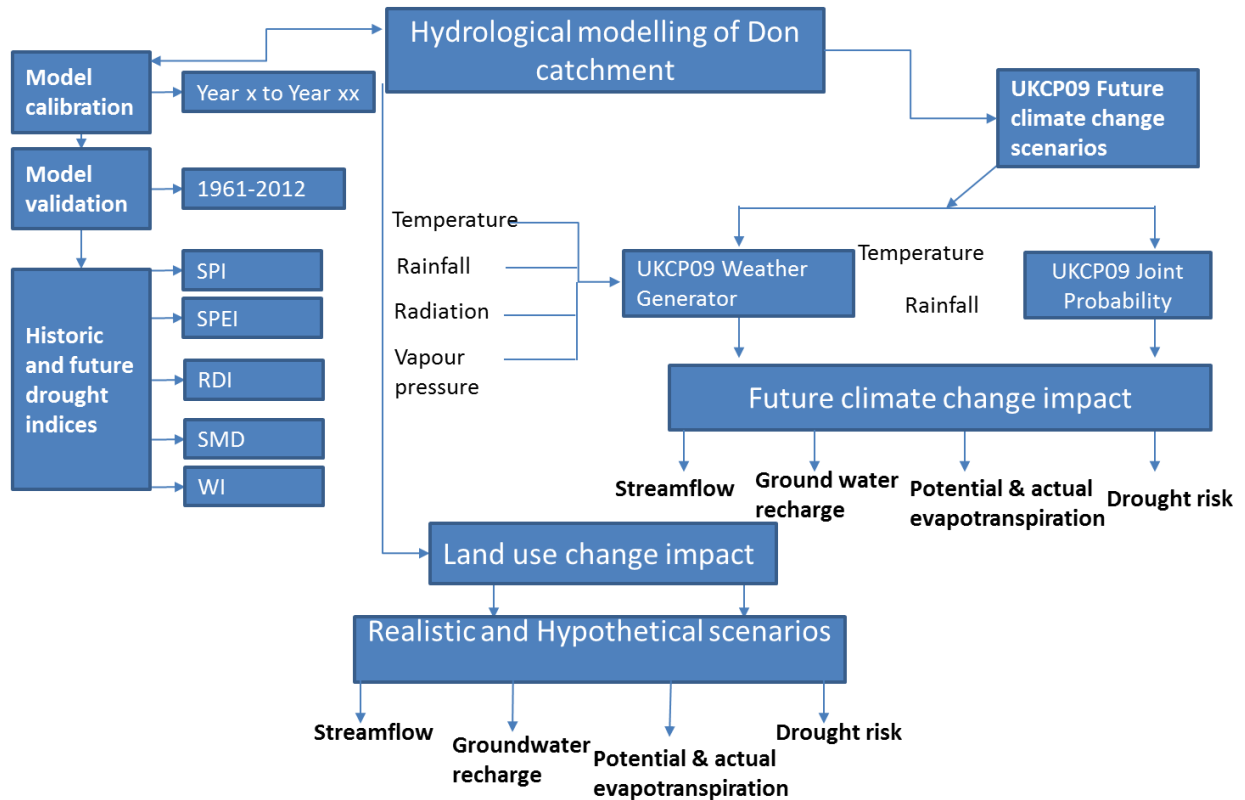 Hydrological modelling of Don
catchment
Model
calibration
Year x to Year xx
UKCP09 Future
climate change
scenarios
Model
validation
1961-2012
Temperature
Rainfall
Radiation
Vapour
pressure
UKCP09 Weather
Generator
Temperature
Rainfall
UKCP09 Joint
Probability
Historic
and future
drought
indices
SPI
SPEI
RDI
SMD
WI
Future climate change impact
Streamflow
Ground water
recharge
Potential & actual
evapotranspiration
Drought risk
Land use change impact
Realistic and Hypothetical scenarios
Streamflow
Groundwater
recharge
Potential & actual
evapotranspiration
Drought risk